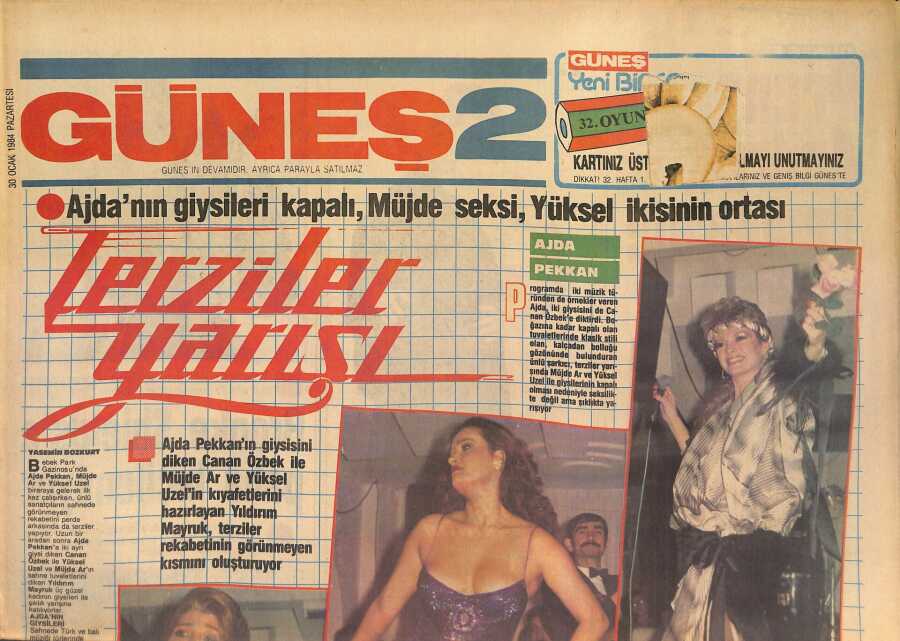 30 OCAK 1984 PAZARTESİ
GÜNEŞ2
GÜNEŞ İN DEVAMIDIR. AYRICA PARAYLA SATILMAZ
GÜNEŞ
Yeni
32. OYUN
KARTINIZ ÜST
LMAYI UNUTMAYINIZ
DİKKAT! 32. HAFTA 1.
LARINIZ VE GENİŞ BİLGİ GÜNEŞ'TE
Ajda'nın giysileri kapalı, Müjde seksi, Yüksel ikisinin ortası
Terziler
yarışı
AJDA
PEKKAN
Programda iki müzik tü-
ründen de örnekler veren
Ajda, iki giysisini de Ca-
nan Özbek'e diktirdi. Bo-
ğazına kadar kapalı olan
tuvaletlerinde klasik stili
olan, kalçadan bolluğu
gözönünde bulunduran
ünlü şarkıcı, terziler yarı-
şında Müjde Ar ve Yüksel
Uzel ile giysilerinin kapalı
olması nedeniyle seksilik-
te değil ama şıklıkta ya-
rışıyor
Ajda Pekkan'ın giysisini
diken Canan Özbek ile
Müjde Ar ve Yüksel
Uzel'in kıyafetlerini
hazırlayan Yıldırım
Mayruk, terziler
rekabetinin görünmeyen
kısmını oluşturuyor
YASEMİN BOZKURT
Bebek Park
Gazinosu'nda
Ajda Pekkan, Müjde
Ar ve Yüksel Uzel
biraraya gelerek ilk
kez çalışırken, ünlü
sanatçıların sahnede
görünmeyen
rekabetini perde
arkasında da terziler
yapıyor. Uzun bir
aradan sonra Ajda
Pekkan'a iki ayrı
giysi diken Canan
Özbek ile Yüksel
Uzel ve Müjde Ar'ın
sahne tuvaletlerini
diken Yıldırım
Mayruk üç güzel
kadının giysileri ile
şıklık yarışına
katılıyorlar.
AJDA'NIN
GİYSİLERİ
Sahnede Türk ve batı
müziği türlerinde